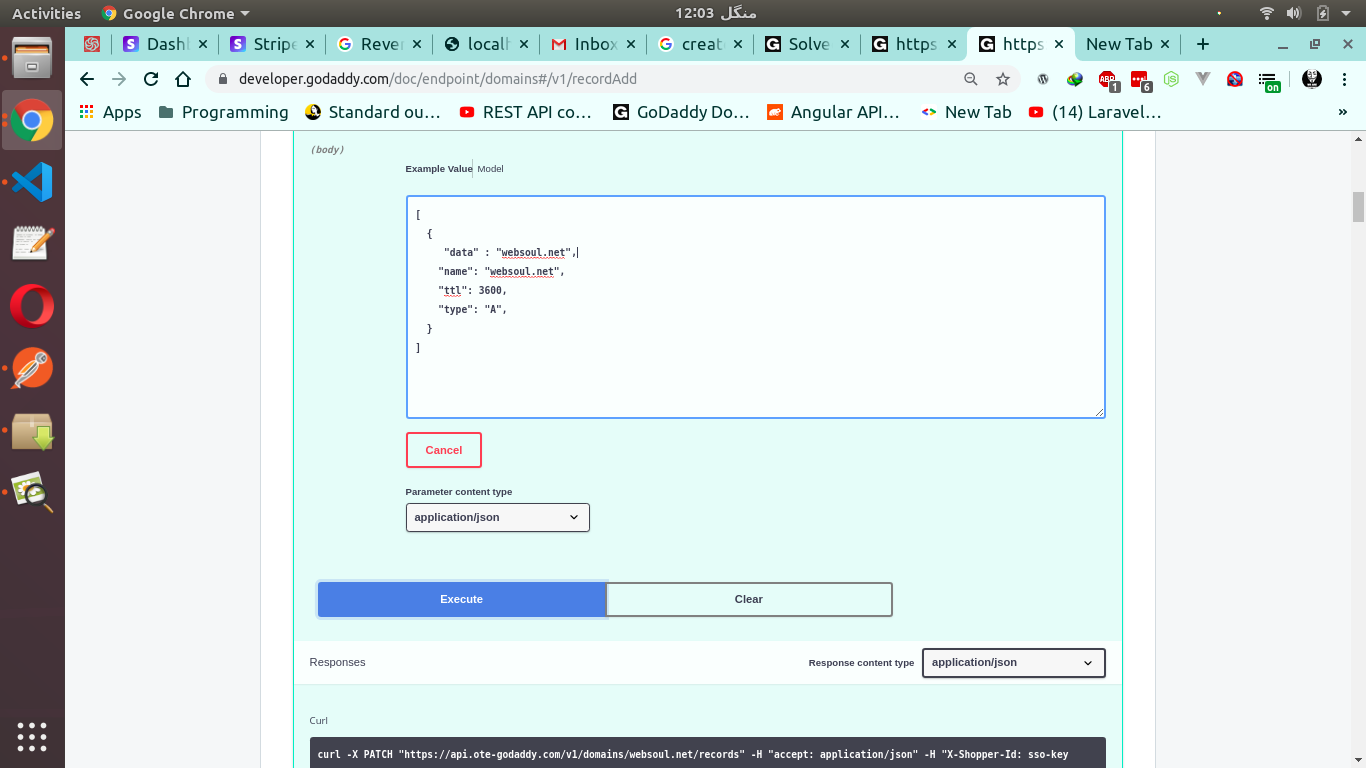 Activities
Google Chrome
منگل 12:03
Dashl
Stripe
Rever
localh
Inbox
creat
Solve
https
https
New Tab
developer.godaddy.com/doc/endpoint/domains#/v1/recordAdd
ABP
1
6
on
Apps
Programming
Standard ou…
REST API co…
GoDaddy Do…
Angular API…
New Tab
(14) Laravel…
»
(body)
Example Value
Model
[
{
"data" : "websoul.net",
"name": "websoul.net",
"ttl": 3600,
"type": "A",
}
]
Cancel
Parameter content type
application/json
Execute
Clear
Responses
Response content type
application/json
Curl
curl -X PATCH "https://api.ote-godaddy.com/v1/domains/websoul.net/records" -H "accept: application/json" -H "X-Shopper-Id: sso-key